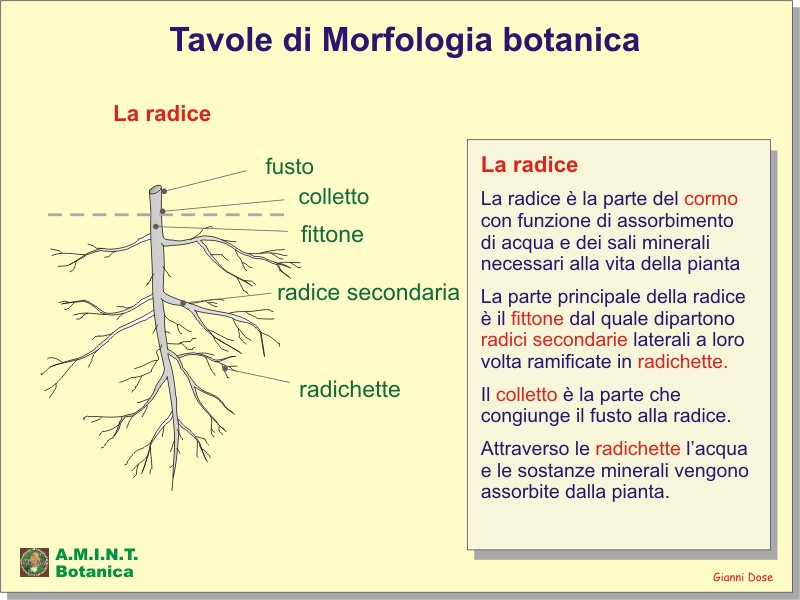 Tavole di Morfologia botanica
La radice
fusto
colletto
fittone
radice secondaria
radichette
La radice
La radice è la parte del cormo
con funzione di assorbimento
di acqua e dei sali minerali
necessari alla vita della pianta
La parte principale della radice
è il fittone dal quale dipartono
radici secondarie laterali a loro
volta ramificate in radichette.
Il colletto è la parte che
congiunge il fusto alla radice.
Attraverso le radichette l’acqua
e le sostanze minerali vengono
assorbite dalla pianta.
A.M.I.N.T.
Botanica
Gianni Dose